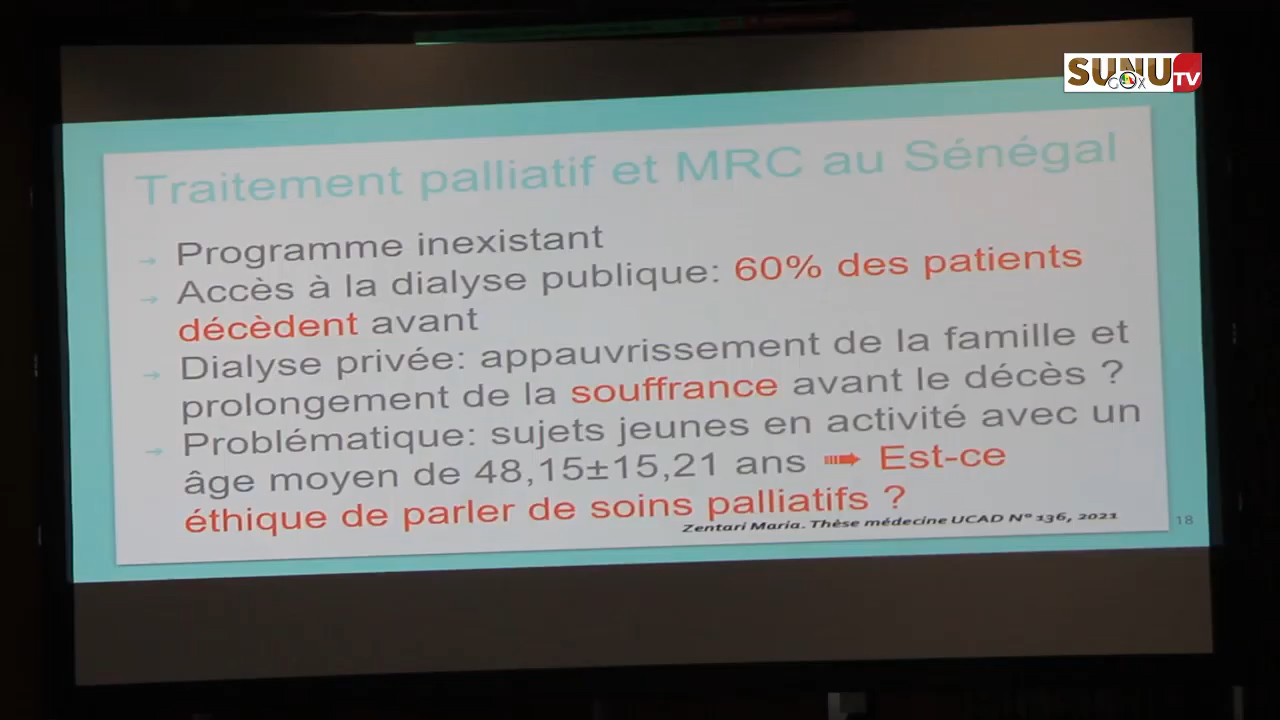 SUNU
GOX
TV
Traitement palliatif et MRC au Sénégal
→ Programme inexistant
→ Accès à la dialyse publique: 60% des patients
décèdent avant
→ Dialyse privée: appauvrissement de la famille et
prolongement de la souffrance avant le décès ?
→ Problématique: sujets jeunes en activité avec un
âge moyen de 48,15±15,21 ans ➠ Est-ce
éthique de parler de soins palliatifs ?
Zentari Maria. Thèse médecine UCAD N° 136, 2021
18